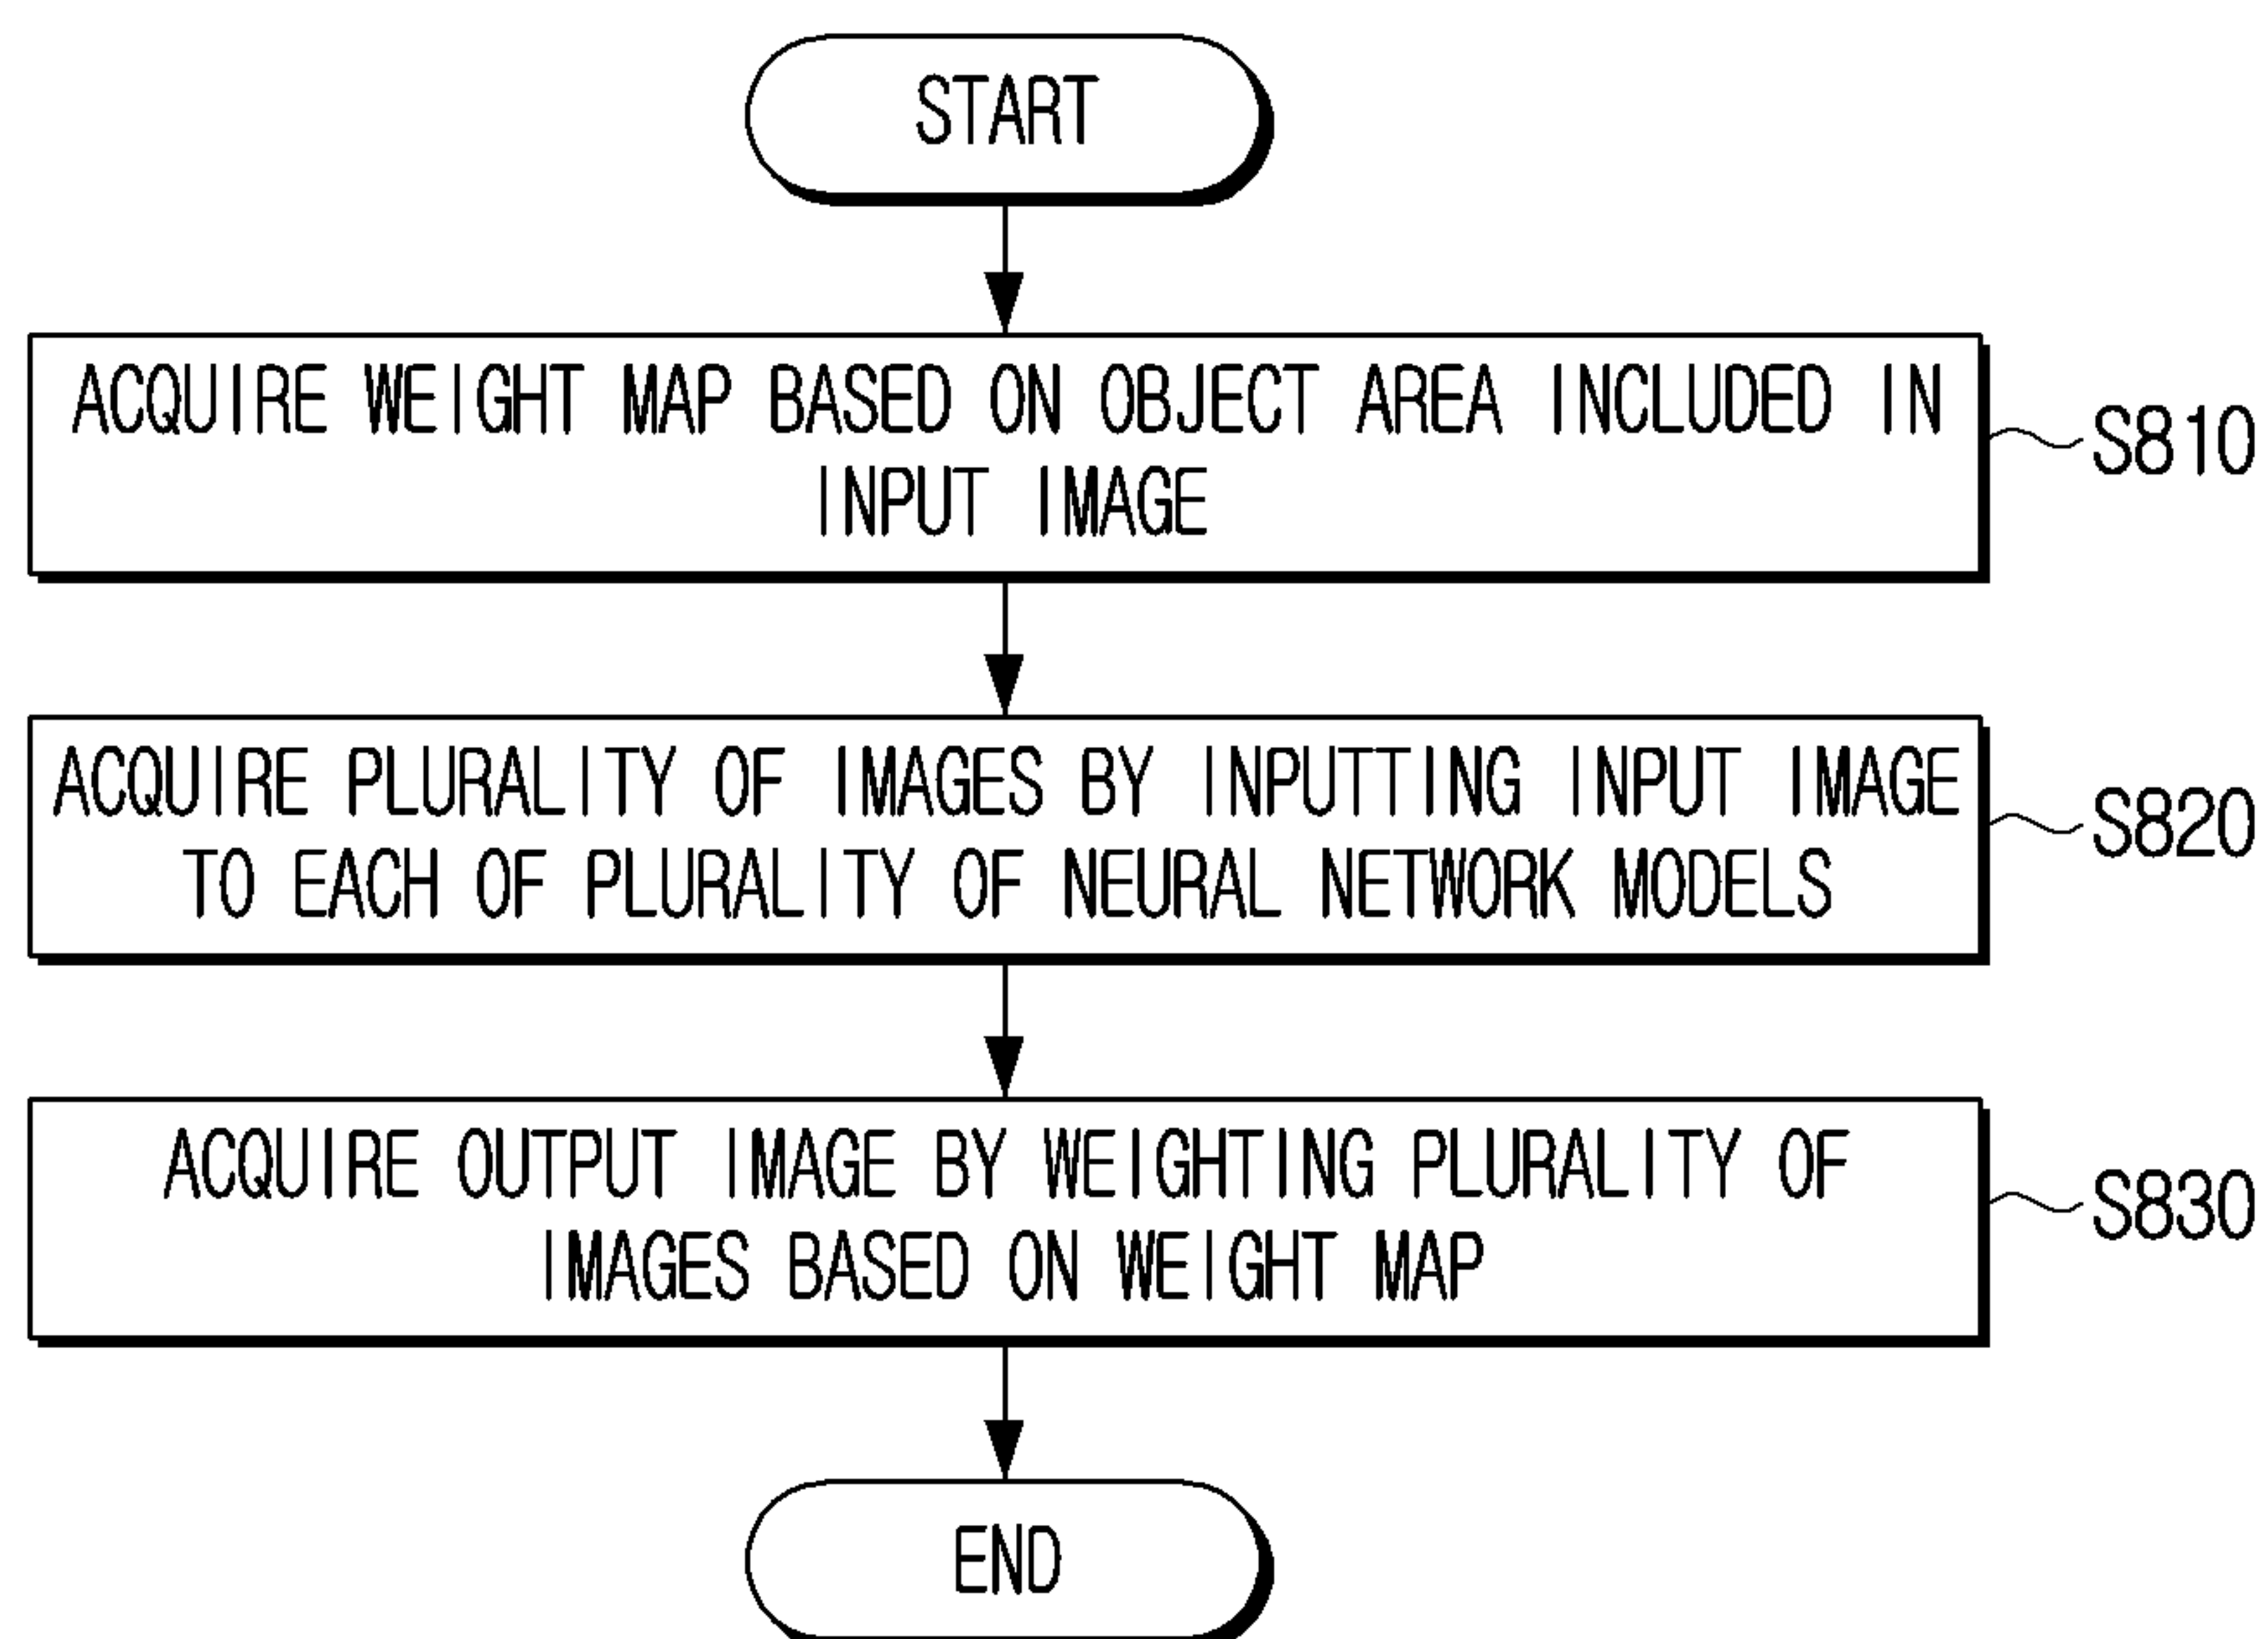 START
ACQUIRE WEIGHT MAP BASED ON OBJECT AREA INCLUDED IN
INPUT IMAGE
S810
ACQUIRE PLURALITY OF IMAGES BY INPUTTING INPUT IMAGE
TO EACH OF PLURALITY OF NEURAL NETWORK MODELS
S820
ACQUIRE OUTPUT IMAGE BY WEIGHTING PLURALITY OF
IMAGES BASED ON WEIGHT MAP
S830
END